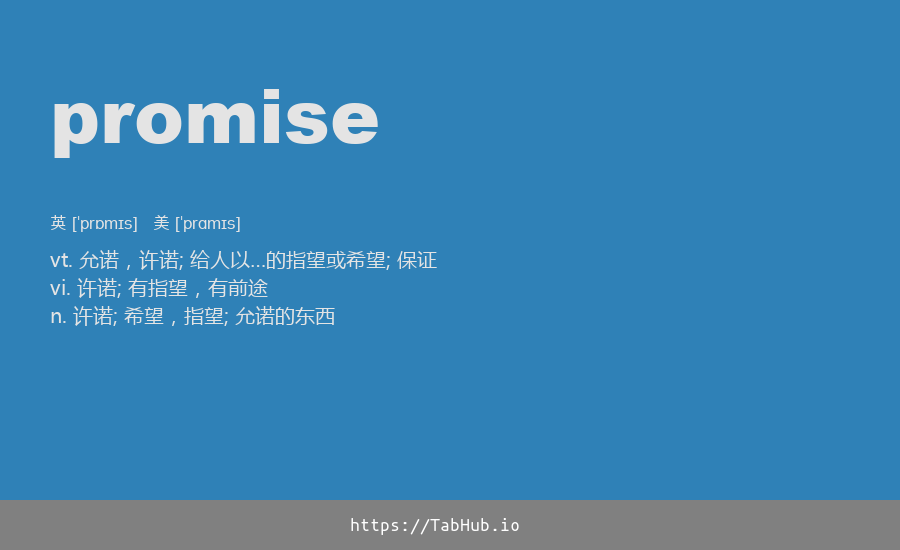 promise
英 [ˈprɒmɪs] 美 [ˈprɑmɪs]
vt. 允诺，许诺; 给人以...的指望或希望; 保证
vi. 许诺; 有指望，有前途
n. 许诺; 希望，指望; 允诺的东西
https://TabHub.io